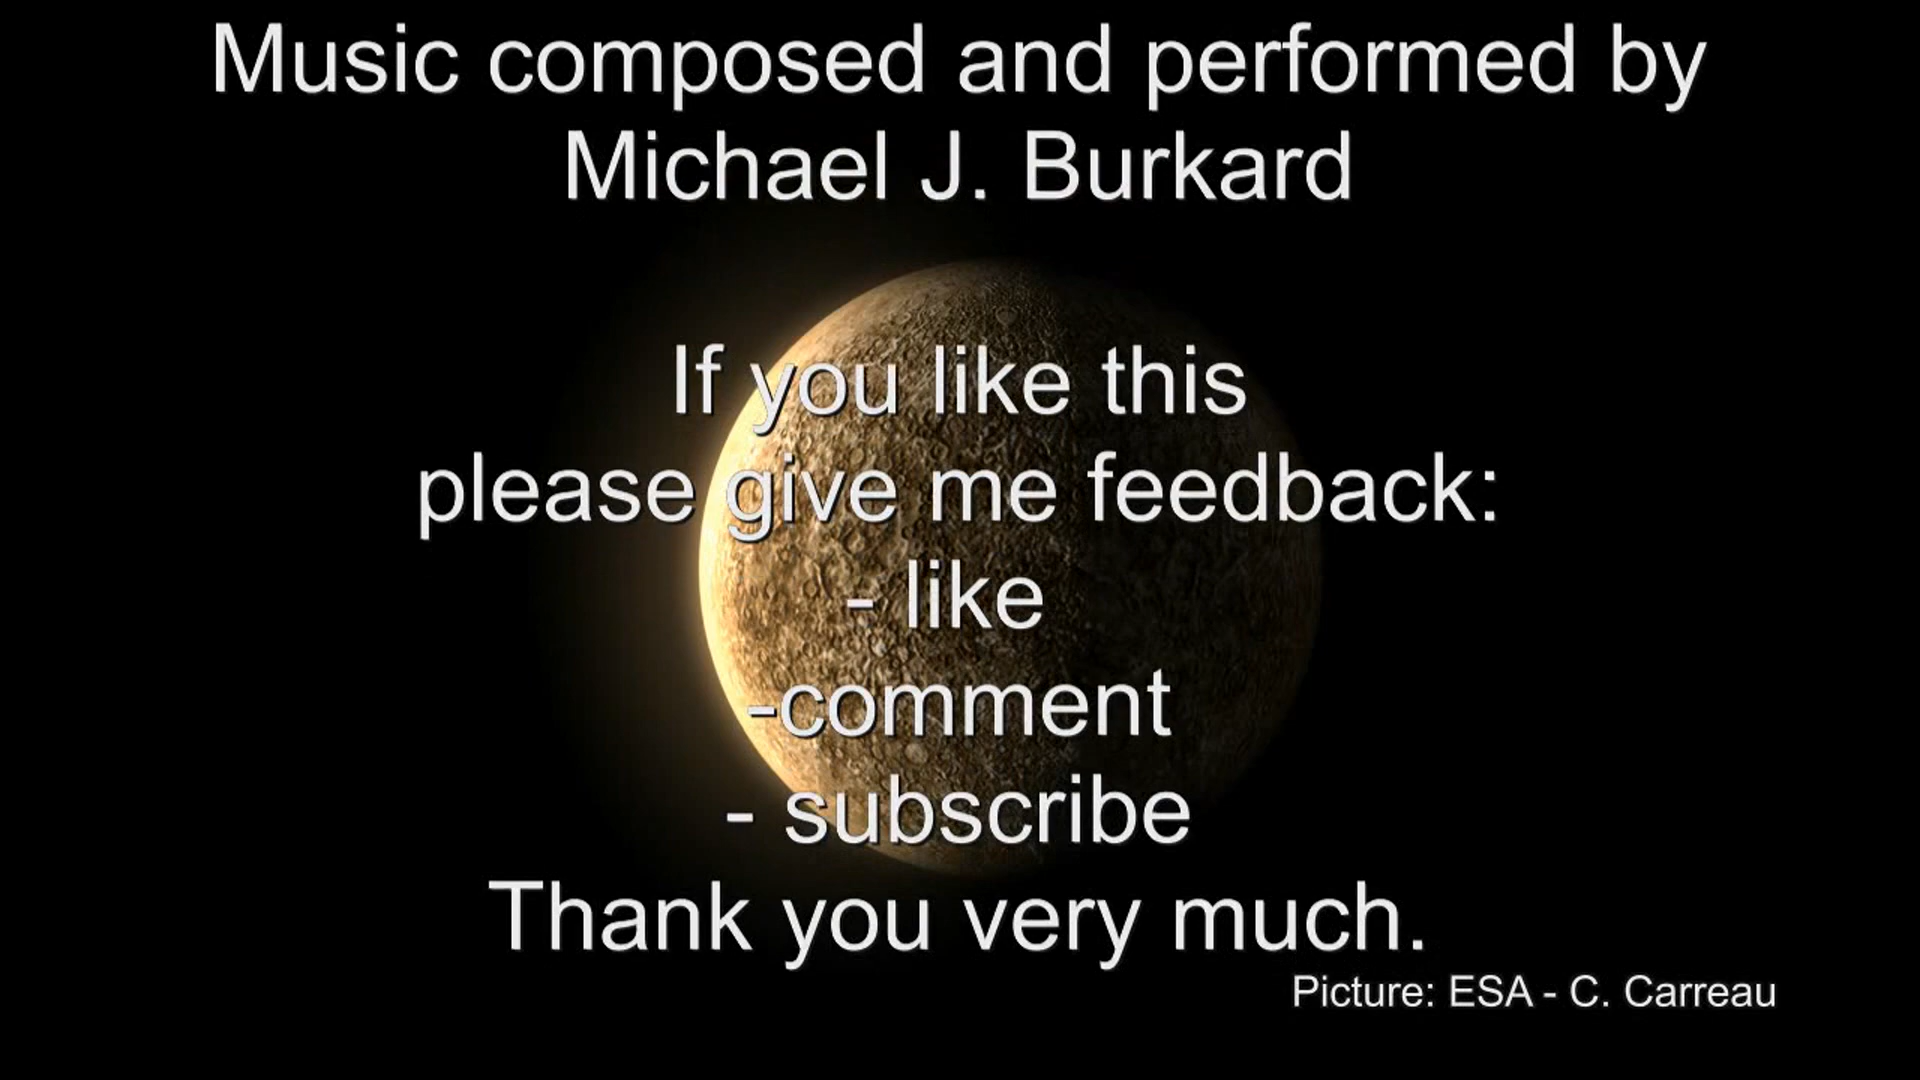 Music composed and performed by
Michael J. Burkard
If you like this
please give me feedback:
- like
-comment
- subscribe
Thank you very much.
Picture: ESA - C. Carreau